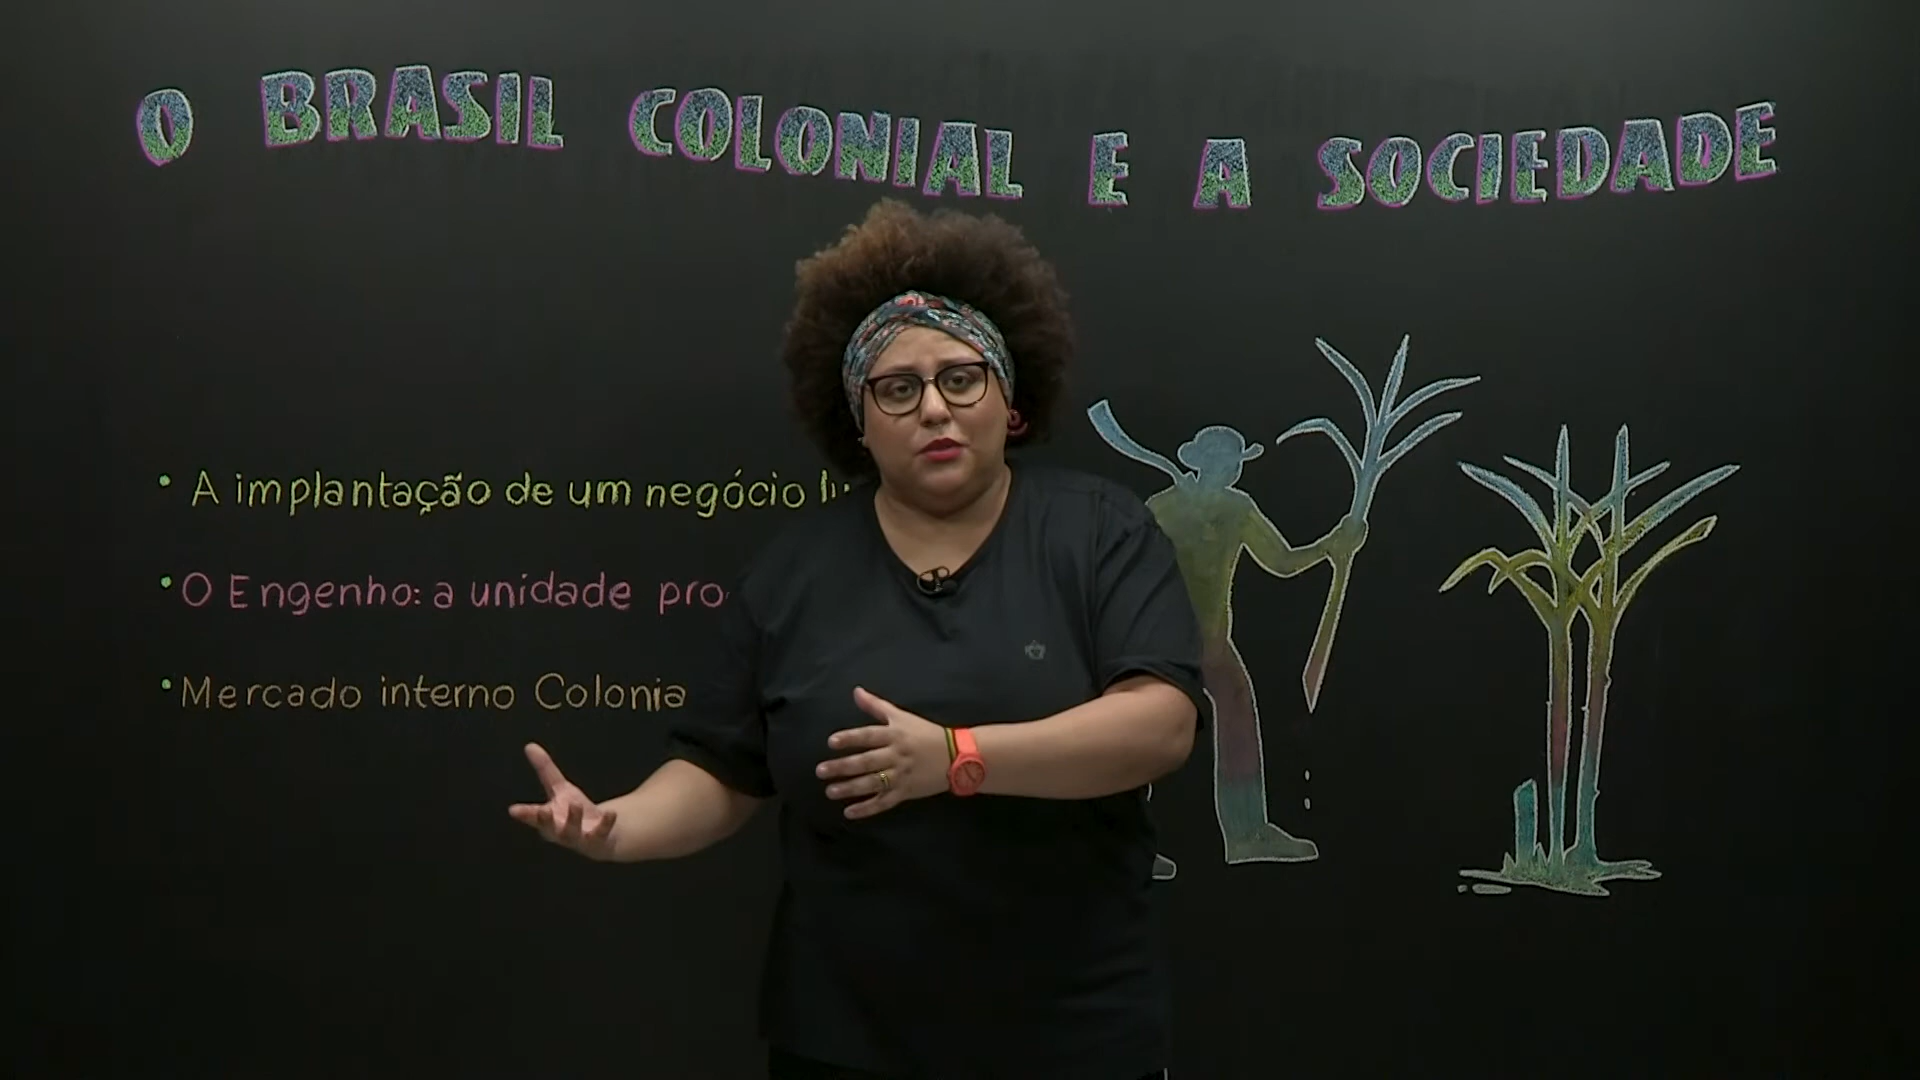 O BRASIL COLONIAL E A SOCIEDADE
• A implantação de um negócio
• O Engenho: a unidade
• Mercado interno Colonia